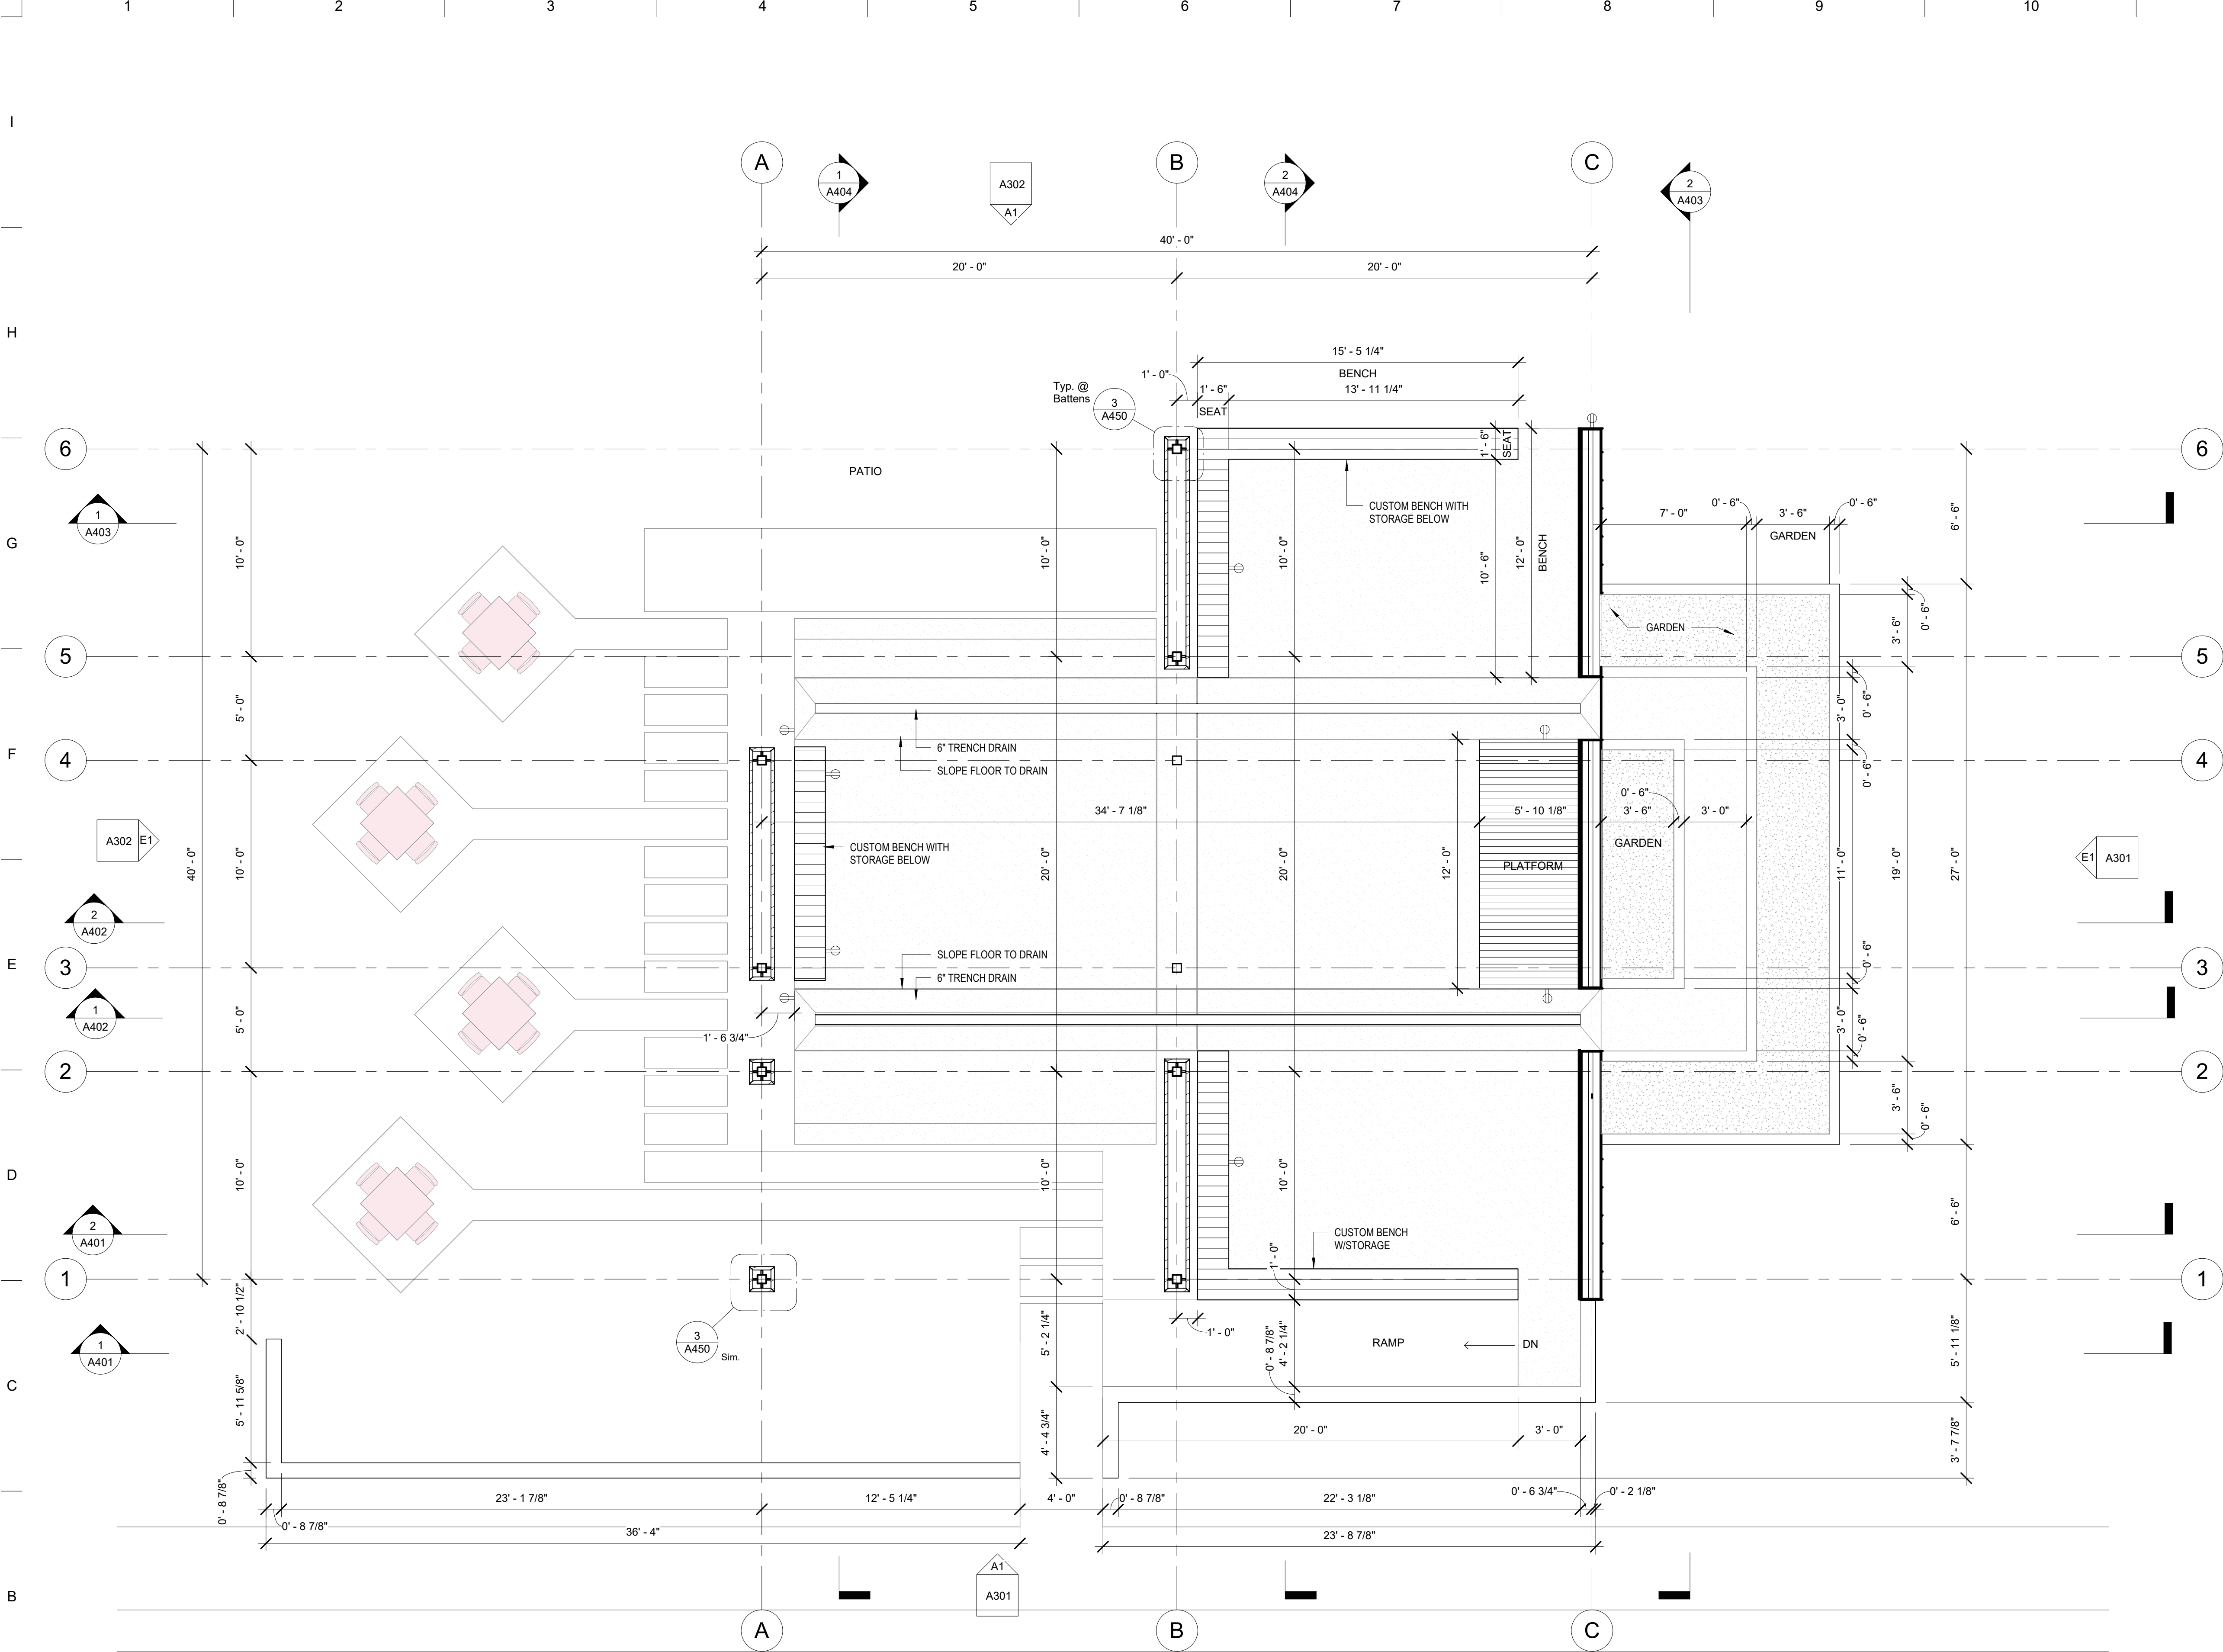 1 2 3 4 5 6 7 8 9 10
I
A B C
1
A404
A302
A1
2
A404
2
A403
40' - 0"
20' - 0" 20' - 0"
H
15' - 5 1/4"
BENCH
1' - 0"
1' - 6" 13' - 11 1/4"
SEAT
Typ. @
Battens
3
A450
6 6
1' - 6"
SEAT
PATIO
CUSTOM BENCH WITH
STORAGE BELOW
1
A403
G
10' - 0"
10' - 0"
10' - 0"
10' - 6"
12' - 0"
BENCH
7' - 0"
0' - 6"
3' - 6"
0' - 6"
GARDEN
6' - 6"
GARDEN
3' - 6"
0' - 6"
5 5
5' - 0"
3' - 0"
0' - 6"
F
6" TRENCH DRAIN
SLOPE FLOOR TO DRAIN
4 4
0' - 6"
34' - 7 1/8"
5' - 10 1/8"
0' - 6"
3' - 6"
3' - 0"
GARDEN
A302 E1
40' - 0"
10' - 0"
CUSTOM BENCH WITH
STORAGE BELOW
20' - 0"
20' - 0"
12' - 0"
PLATFORM
11' - 0"
19' - 0"
27' - 0"
E1 A301
2
A402
E
SLOPE FLOOR TO DRAIN
6" TRENCH DRAIN
0' - 6"
3 3
1
A402
5' - 0"
1' - 6 3/4"
3' - 0"
0' - 6"
2 2
3' - 6"
0' - 6"
D
10' - 0"
10' - 0"
10' - 0"
6' - 6"
2
A401
CUSTOM BENCH
W/STORAGE
1' - 0"
1 1
2' - 10 1/2"
1
A401
3
A450
Sim.
5' - 2 1/4"
1' - 0"
0' - 8 7/8"
4' - 2 1/4"
RAMP
DN
5' - 11 1/8"
C
5' - 11 5/8"
4' - 4 3/4"
20' - 0" 3' - 0"
3' - 7 7/8"
0' - 8 7/8"
23' - 1 7/8"
12' - 5 1/4"
4' - 0"
0' - 8 7/8"
22' - 3 1/8"
0' - 6 3/4"
0' - 2 1/8"
0' - 8 7/8"
36' - 4"
23' - 8 7/8"
A1
A301
B
A B C